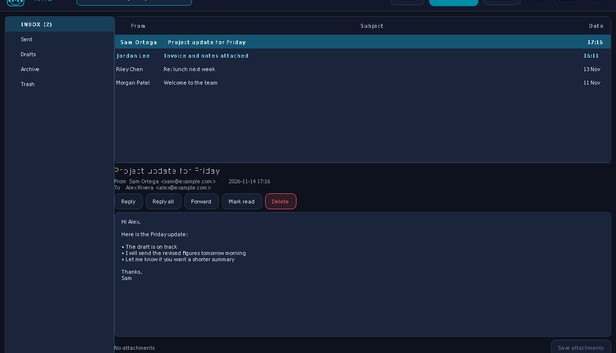 INBOX (2)
Sent
Drafts
Archive
Trash
From Subject Date
Sam Ortega Project update for Friday 17:15
Jordan Lee Invoice and notes attached 15:11
Riley Chen Re: lunch next week 13 Nov
Morgan Patel Welcome to the team 11 Nov
Project update for Friday
From Sam Ortega <sam@example.com> 2026-11-14 17:16
To Alex Rivera <alex@example.com>
Reply Reply all Forward Mark read Delete
Hi Alex,
Here is the Friday update:
• The draft is on track
• I will send the revised figures tomorrow morning
• Let me know if you want a shorter summary
Thanks,
Sam
No attachments Save attachments